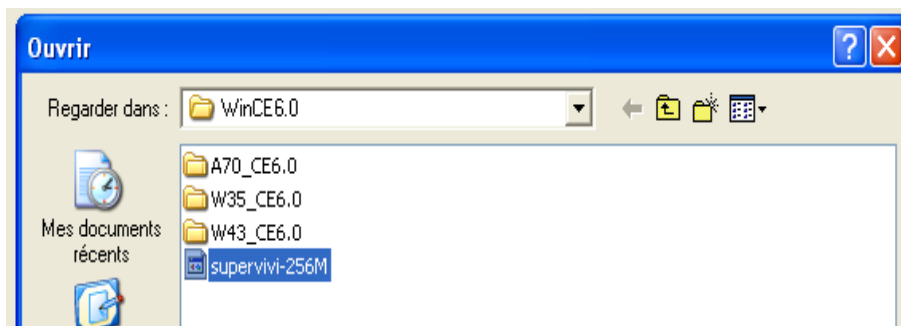 Ouvrir
Regarder dans :
WinCE6.0
A70_CE6.0
W35_CE6.0
W43_CE6.0
supervivi-256M
Mes documents
récents